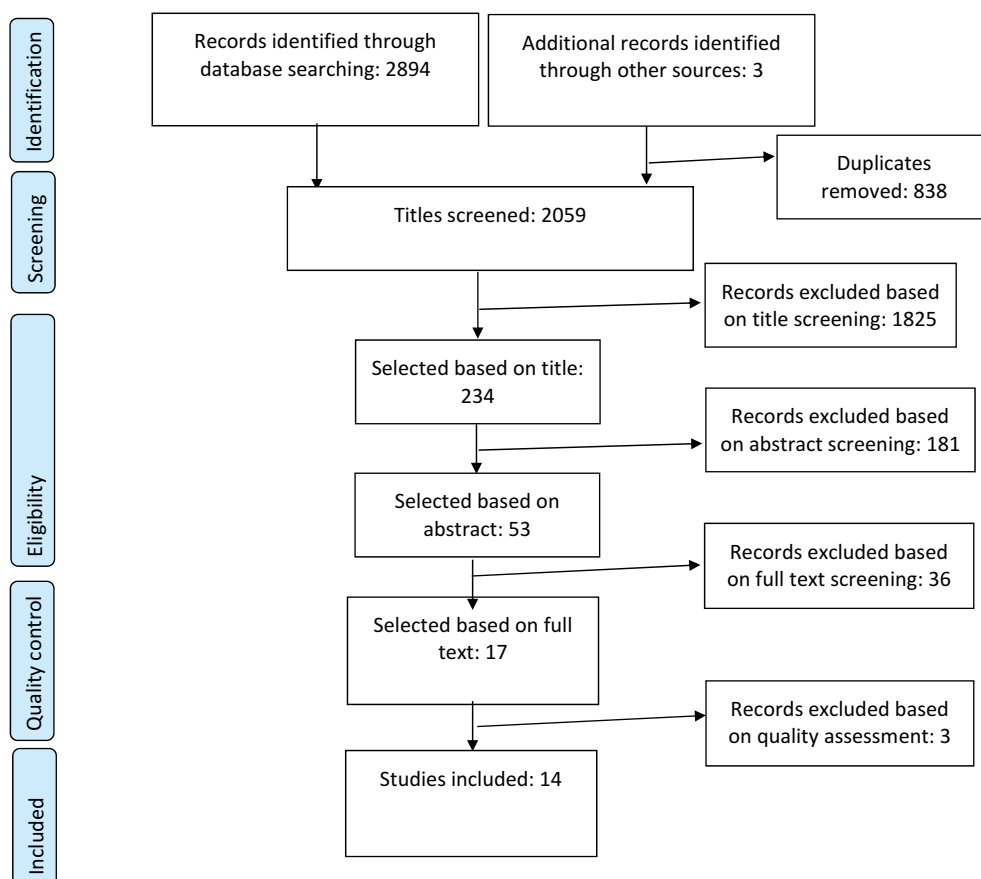 Identification
Records identified through
database searching: 2894
Additional records identified
through other sources: 3
Duplicates
removed: 838
Screening
Titles screened: 2059
Records excluded based
on title screening: 1825
Eligibility
Selected based on title:
234
Records excluded based
on abstract screening: 181
Selected based on
abstract: 53
Records excluded based
on full text screening: 36
Quality control
Selected based on full
text: 17
Records excluded based
on quality assessment: 3
Included
Studies included: 14